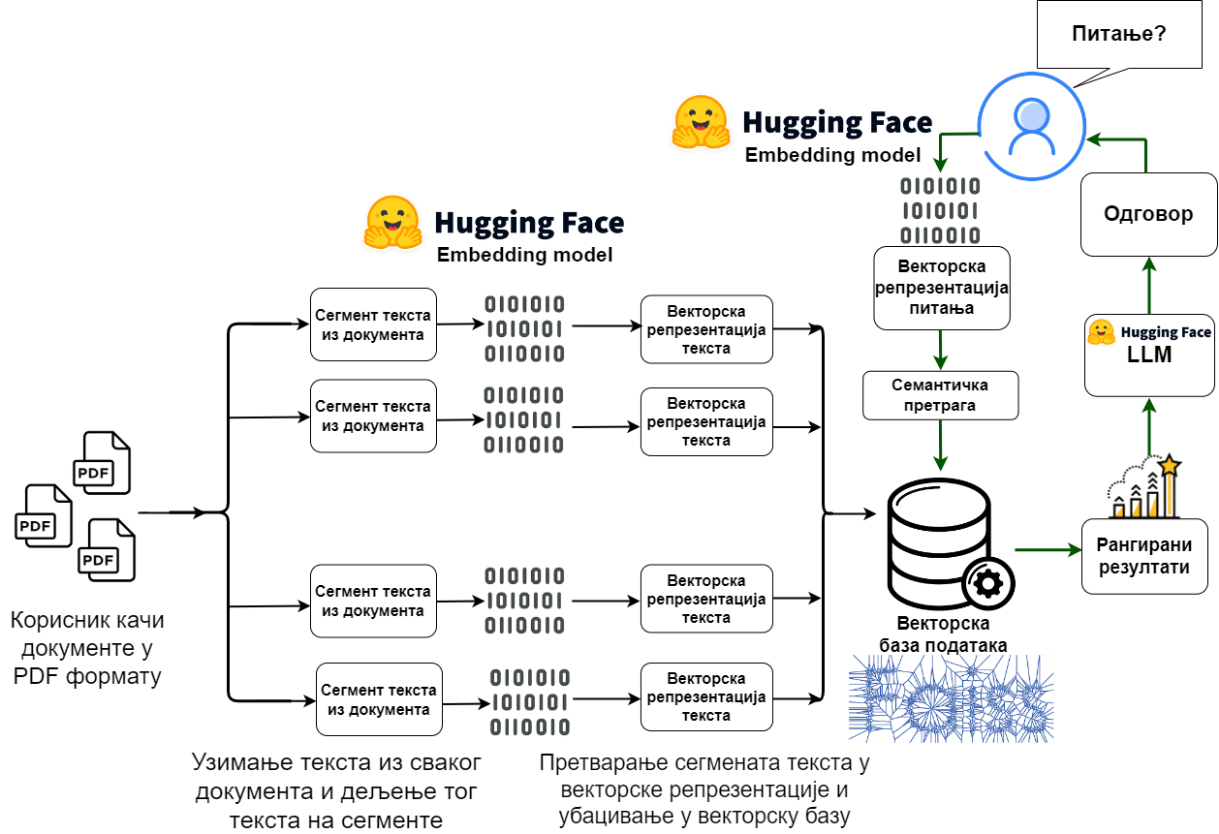 Питање?
Hugging Face
Embedding model
0101010
1010101
0110010
Векторска
репрезентација
питања
Семантичка
претрага
Одговор
Hugging Face
LLM
Рангирани
резултати
Hugging Face
Embedding model
PDF
PDF
PDF
Корисник качи
документе у
PDF формату
Сегмент текста
из документа
0101010
1010101
0110010
Векторска
репрезентација
текста
Сегмент текста
из документа
0101010
1010101
0110010
Векторска
репрезентација
текста
Сегмент текста
из документа
0101010
1010101
0110010
Векторска
репрезентација
текста
Сегмент текста
из документа
0101010
1010101
0110010
Векторска
репрезентација
текста
Векторска
база података
Faiss
Узимање текста из сваког
документа и дељење тог
текста на сегменте
Претварање сегмената текста у
векторске репрезентације и
убацивање у векторску базу